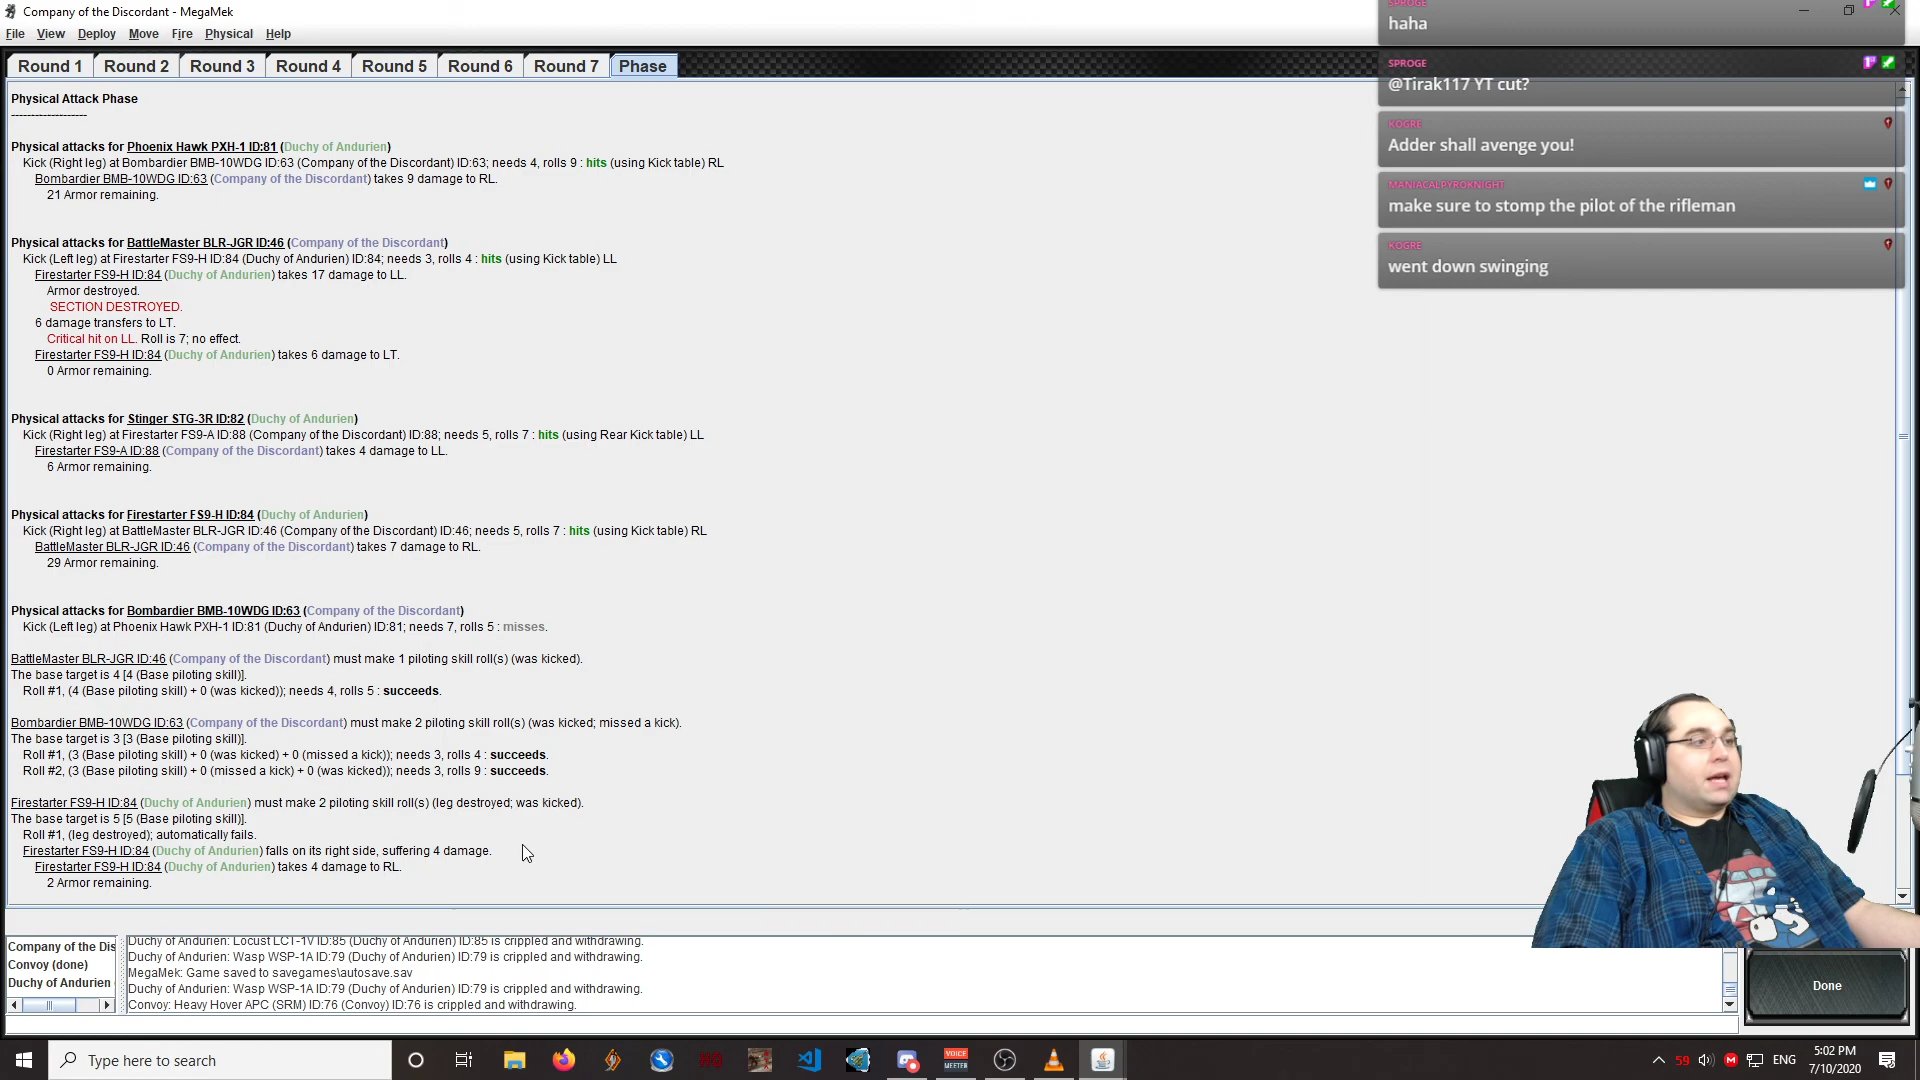 Company of the Discordant - MegaMek
File View Deploy Move Fire Physical Help
Round 1 Round 2 Round 3 Round 4 Round 5 Round 6 Round 7 Phase
Physical Attack Phase
--------------------
Physical attacks for Phoenix Hawk PXH-1 ID:81 (Duchy of Andurien)
Kick (Right leg) at Bombardier BMB-10WDG ID:63 (Company of the Discordant) ID:63; needs 4, rolls 9 : hits (using Kick table) RL
Bombardier BMB-10WDG ID:63 (Company of the Discordant) takes 9 damage to RL.
21 Armor remaining.
Physical attacks for BattleMaster BLR-JGR ID:46 (Company of the Discordant)
Kick (Left leg) at Firestarter FS9-H ID:84 (Duchy of Andurien) ID:84; needs 3, rolls 4 : hits (using Kick table) LL
Firestarter FS9-H ID:84 (Duchy of Andurien) takes 17 damage to LL.
Armor destroyed.
SECTION DESTROYED.
6 damage transfers to LT.
Critical hit on LL. Roll is 7; no effect.
Firestarter FS9-H ID:84 (Duchy of Andurien) takes 6 damage to LT.
0 Armor remaining.
Physical attacks for Stinger STG-3R ID:82 (Duchy of Andurien)
Kick (Right leg) at Firestarter FS9-A ID:88 (Company of the Discordant) ID:88; needs 5, rolls 7 : hits (using Rear Kick table) LL
Firestarter FS9-A ID:88 (Company of the Discordant) takes 4 damage to LL.
6 Armor remaining.
Physical attacks for Firestarter FS9-H ID:84 (Duchy of Andurien)
Kick (Right leg) at BattleMaster BLR-JGR ID:46 (Company of the Discordant) ID:46; needs 5, rolls 7 : hits (using Kick table) RL
BattleMaster BLR-JGR ID:46 (Company of the Discordant) takes 7 damage to RL.
29 Armor remaining.
Physical attacks for Bombardier BMB-10WDG ID:63 (Company of the Discordant)
Kick (Left leg) at Phoenix Hawk PXH-1 ID:81 (Duchy of Andurien) ID:81; needs 7, rolls 5 : misses.
BattleMaster BLR-JGR ID:46 (Company of the Discordant) must make 1 piloting skill roll(s) (was kicked).
The base target is 4 [4 (Base piloting skill)].
Roll #1, (4 (Base piloting skill) + 0 (was kicked)); needs 4, rolls 5 : succeeds.
Bombardier BMB-10WDG ID:63 (Company of the Discordant) must make 2 piloting skill roll(s) (was kicked; missed a kick).
The base target is 3 [3 (Base piloting skill)].
Roll #1, (3 (Base piloting skill) + 0 (was kicked) + 0 (missed a kick)); needs 3, rolls 4 : succeeds.
Roll #2, (3 (Base piloting skill) + 0 (missed a kick) + 0 (was kicked)); needs 3, rolls 9 : succeeds.
Firestarter FS9-H ID:84 (Duchy of Andurien) must make 2 piloting skill roll(s) (leg destroyed; was kicked).
The base target is 5 [5 (Base piloting skill)].
Roll #1, (leg destroyed); automatically fails.
Firestarter FS9-H ID:84 (Duchy of Andurien) falls on its right side, suffering 4 damage.
Firestarter FS9-H ID:84 (Duchy of Andurien) takes 4 damage to RL.
2 Armor remaining.
SPROGE
haha
SPROGE
@Tirak117 YT cut?
KOGRE
Adder shall avenge you!
MANIACALPYROKNIGHT
make sure to stomp the pilot of the rifleman
KOGRE
went down swinging
Company of the Dis
Convoy (done)
Duchy of Andurien
Duchy of Andurien: Locust LCT-1V ID:85 (Duchy of Andurien) ID:85 is crippled and withdrawing.
Duchy of Andurien: Wasp WSP-1A ID:79 (Duchy of Andurien) ID:79 is crippled and withdrawing.
MegaMek: Game saved to savegames\autosave.sav
Duchy of Andurien: Wasp WSP-1A ID:79 (Duchy of Andurien) ID:79 is crippled and withdrawing.
Convoy: Heavy Hover APC (SRM) ID:76 (Convoy) ID:76 is crippled and withdrawing.
Done
Type here to search
VOICE
MEETER
59
ENG
5:02 PM
7/10/2020